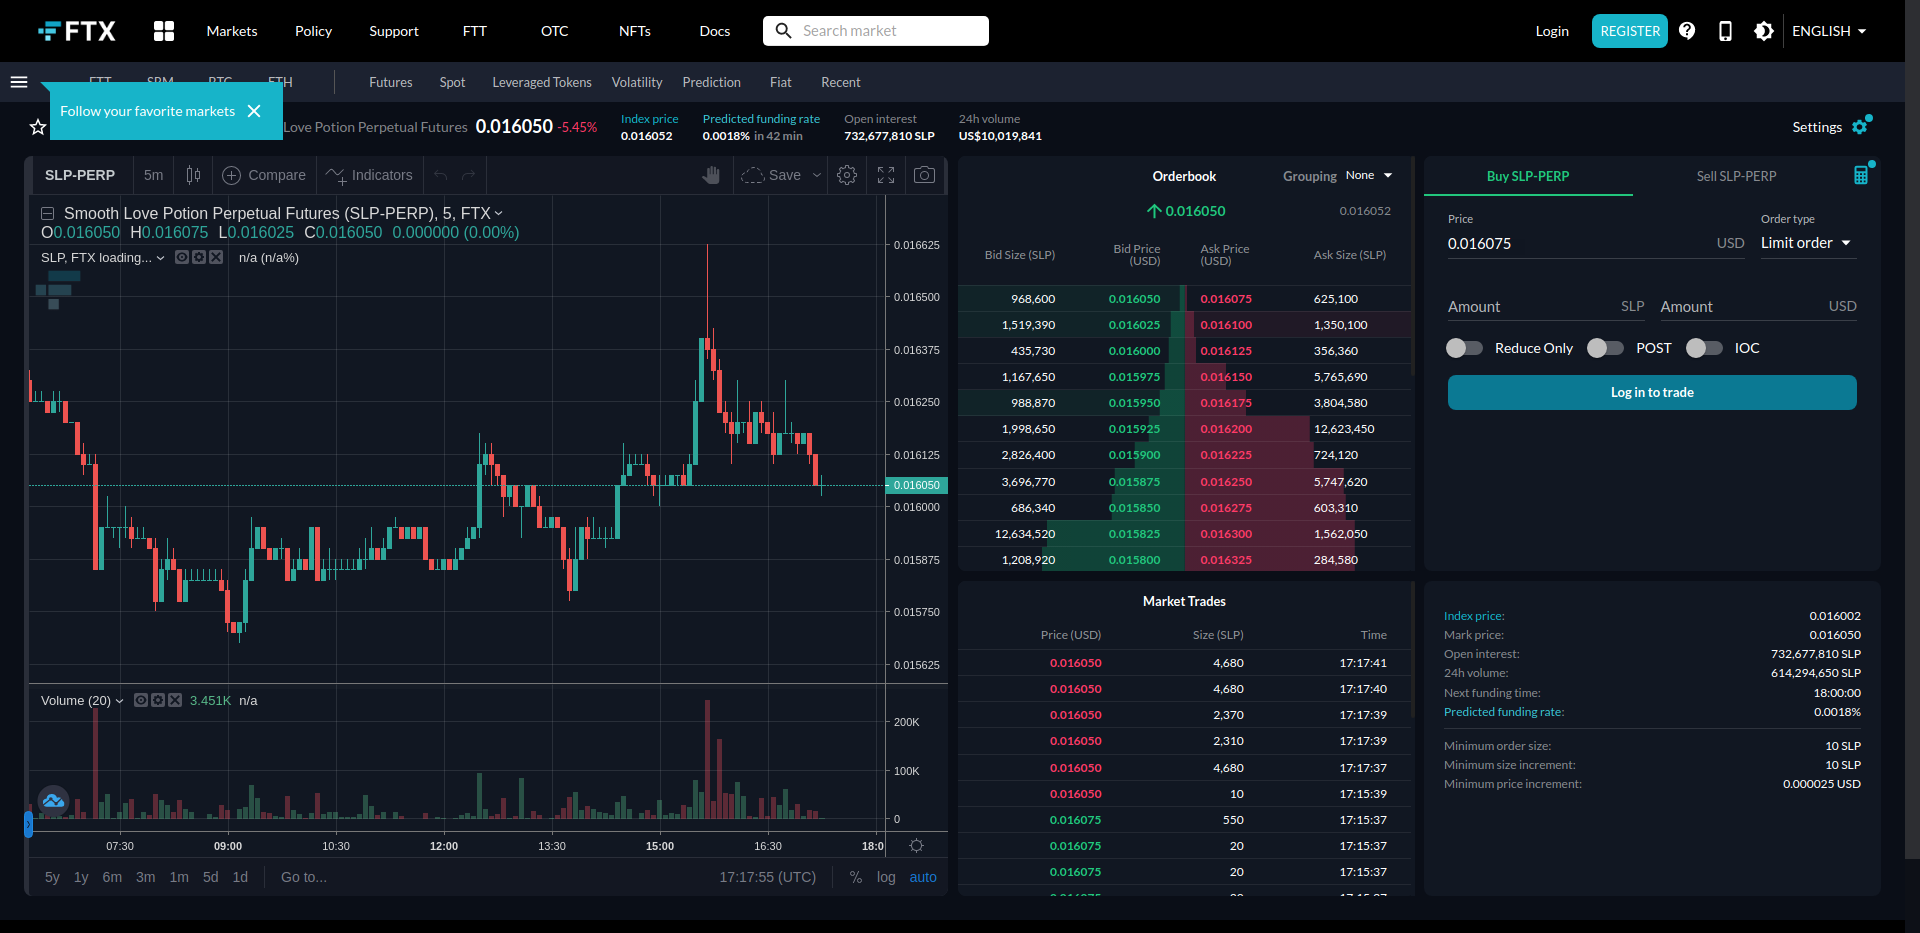 FTX Markets Policy Support FTT OTC NFTs Docs Search market Login REGISTER ENGLISH
Futures Spot Leveraged Tokens Volatility Prediction Fiat Recent
Follow your favorite markets
Love Potion Perpetual Futures 0.016050 -5.45%
Index price
0.016052
Predicted funding rate
0.0018% in 42 min
Open interest
732,677,810 SLP
24h volume
US$10,019,841
Settings
SLP-PERP 5m Compare Indicators Save
Smooth Love Potion Perpetual Futures (SLP-PERP), 5, FTX
O0.016050 H0.016075 L0.016025 C0.016050 0.000000 (0.00%)
SLP, FTX loading... n/a (n/a%)
0.016625
0.016500
0.016375
0.016250
0.016125
0.016050
0.016000
0.015875
0.015750
0.015625
Volume (20) 3.451K n/a
200K
100K
0
07:30 09:00 10:30 12:00 13:30 15:00 16:30 18:0
5y 1y 6m 3m 1m 5d 1d Go to... 17:17:55 (UTC) % log auto
Orderbook Grouping None
0.016050 0.016052
Bid Size (SLP) Bid Price (USD) Ask Price (USD) Ask Size (SLP)
968,600 0.016050 0.016075 625,100
1,519,390 0.016025 0.016100 1,350,100
435,730 0.016000 0.016125 356,360
1,167,650 0.015975 0.016150 5,765,690
988,870 0.015950 0.016175 3,804,580
1,998,650 0.015925 0.016200 12,623,450
2,826,400 0.015900 0.016225 724,120
3,696,770 0.015875 0.016250 5,747,620
686,340 0.015850 0.016275 603,310
12,634,520 0.015825 0.016300 1,562,050
1,208,920 0.015800 0.016325 284,580
Market Trades
Price (USD) Size (SLP) Time
0.016050 4,680 17:17:41
0.016050 4,680 17:17:40
0.016050 2,370 17:17:39
0.016050 2,310 17:17:39
0.016050 4,680 17:17:37
0.016050 10 17:15:39
0.016075 550 17:15:37
0.016075 20 17:15:37
0.016075 20 17:15:37
Buy SLP-PERP Sell SLP-PERP
Price Order type
0.016075 USD Limit order
Amount SLP Amount USD
Reduce Only POST IOC
Log in to trade
Index price: 0.016002
Mark price: 0.016050
Open interest: 732,677,810 SLP
24h volume: 614,294,650 SLP
Next funding time: 18:00:00
Predicted funding rate: 0.0018%
Minimum order size: 10 SLP
Minimum size increment: 10 SLP
Minimum price increment: 0.000025 USD